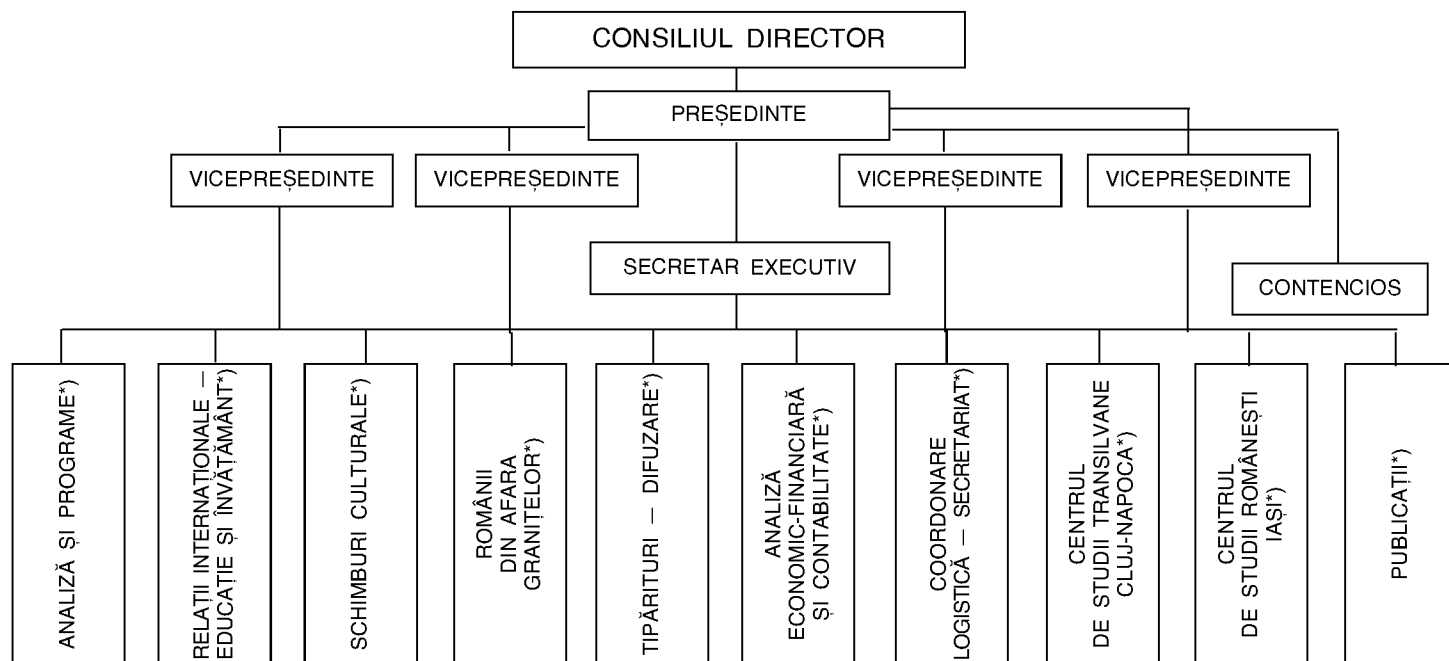 CONSILIUL DIRECTOR
PREȘEDINTE
VICEPREȘEDINTE
VICEPREȘEDINTE
VICEPREȘEDINTE
VICEPREȘEDINTE
SECRETAR EXECUTIV
CONTENCIOS
ANALIZĂ ȘI PROGRAME*)
RELAȚII INTERNAȚIONALE —
EDUCAȚIE ȘI ÎNVĂȚĂMÂNT*)
SCHIMBURI CULTURALE*)
ROMÂNII
DIN AFARA
GRANIȚELOR*)
TIPĂRITURI — DIFUZARE*)
ANALIZĂ
ECONOMIC-FINANCIARĂ
ȘI CONTABILITATE*)
COORDONARE
LOGISTICĂ — SECRETARIAT*)
CENTRUL
DE STUDII TRANSILVANE
CLUJ-NAPOCA*)
CENTRUL
DE STUDII ROMÂNEȘTI
IAȘI*)
PUBLICAȚII*)